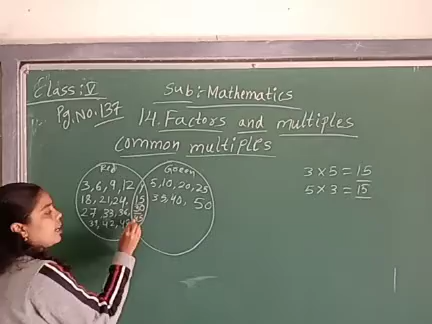 Class:- V
Sub:- Mathematics
Pg. No. 137
14. Factors and multiples
common multiples
Red
Green
3, 6, 9, 12
18, 21, 24,
27, 33, 36,
39, 42,
15
30
5, 10, 20, 25
35, 40, 50
3 × 5 = 15
5 × 3 = 15